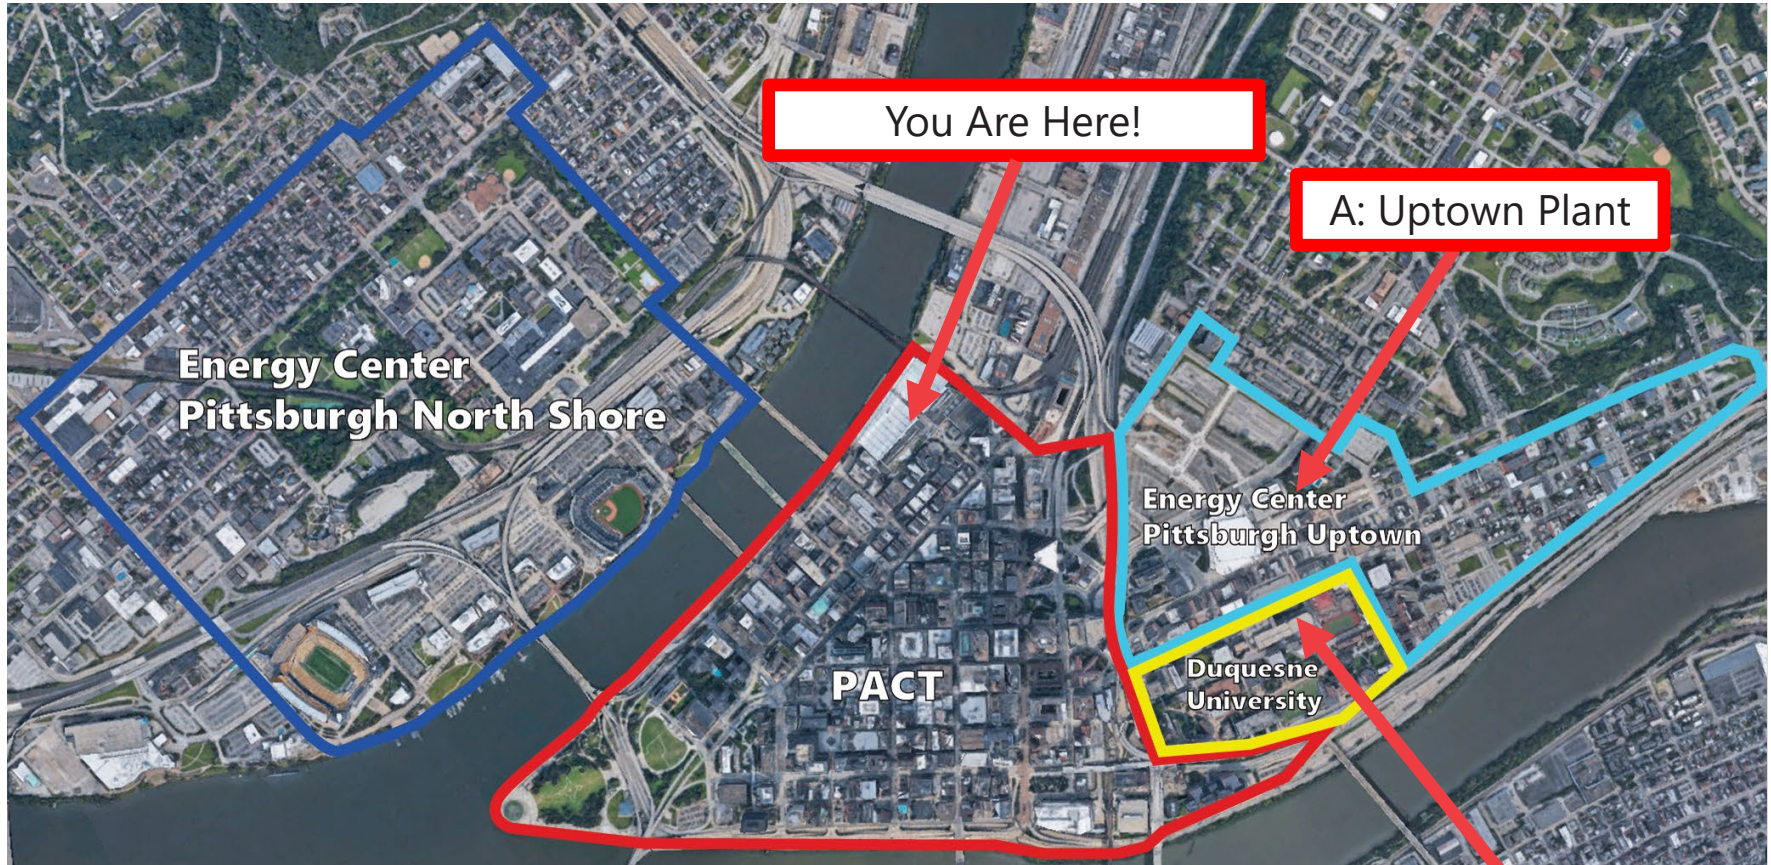 You Are Here!
A: Uptown Plant
Energy Center
Pittsburgh North Shore
Energy Center
Pittsburgh Uptown
PACT
Duquesne
University